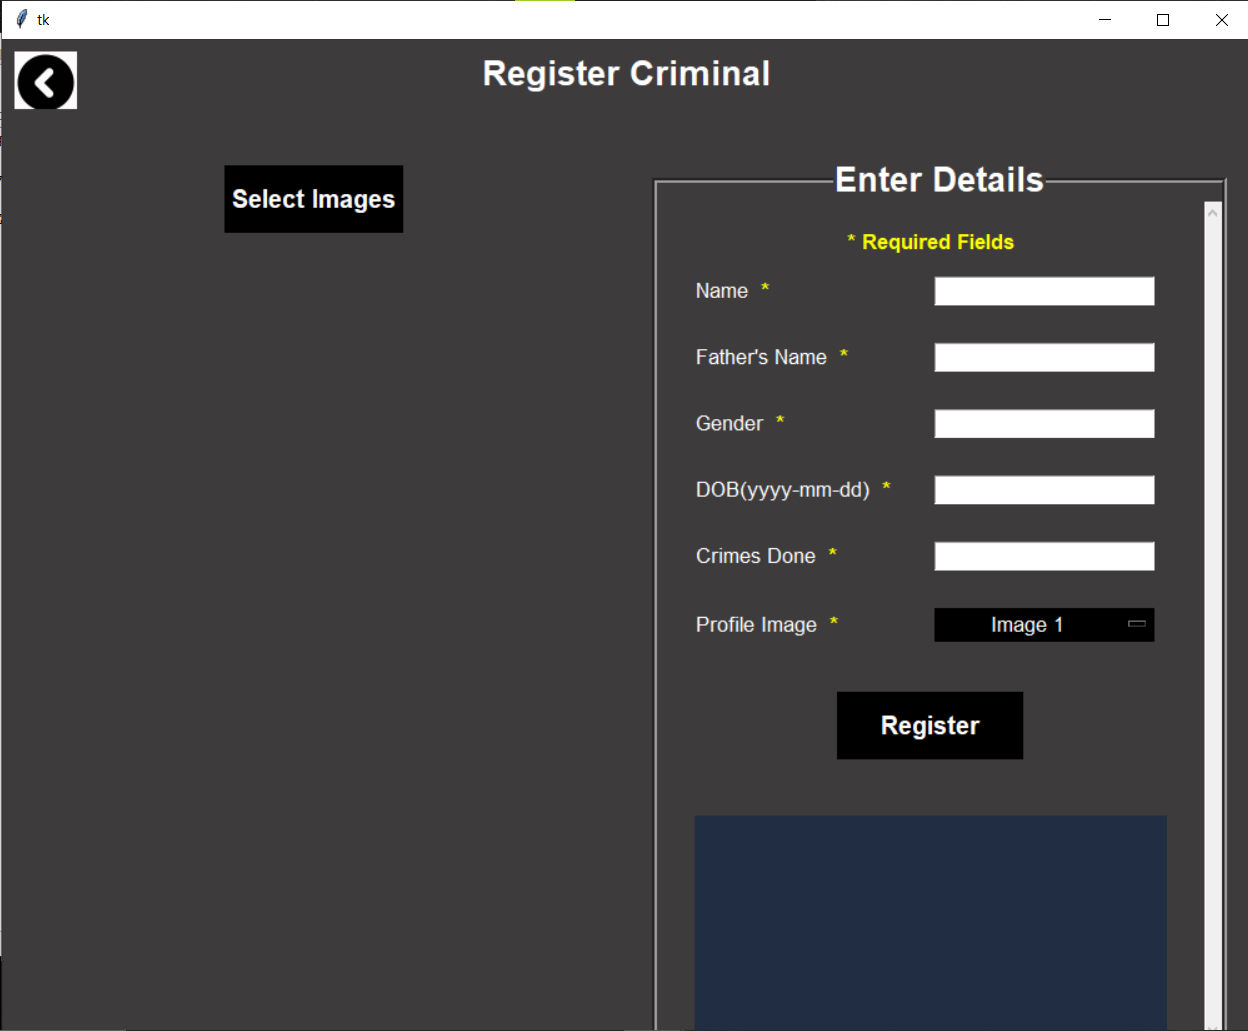 tk
Register Criminal
Select Images
Enter Details
* Required Fields
Name *
Father's Name *
Gender *
DOB(yyyy-mm-dd) *
Crimes Done *
Profile Image * Image 1
Register